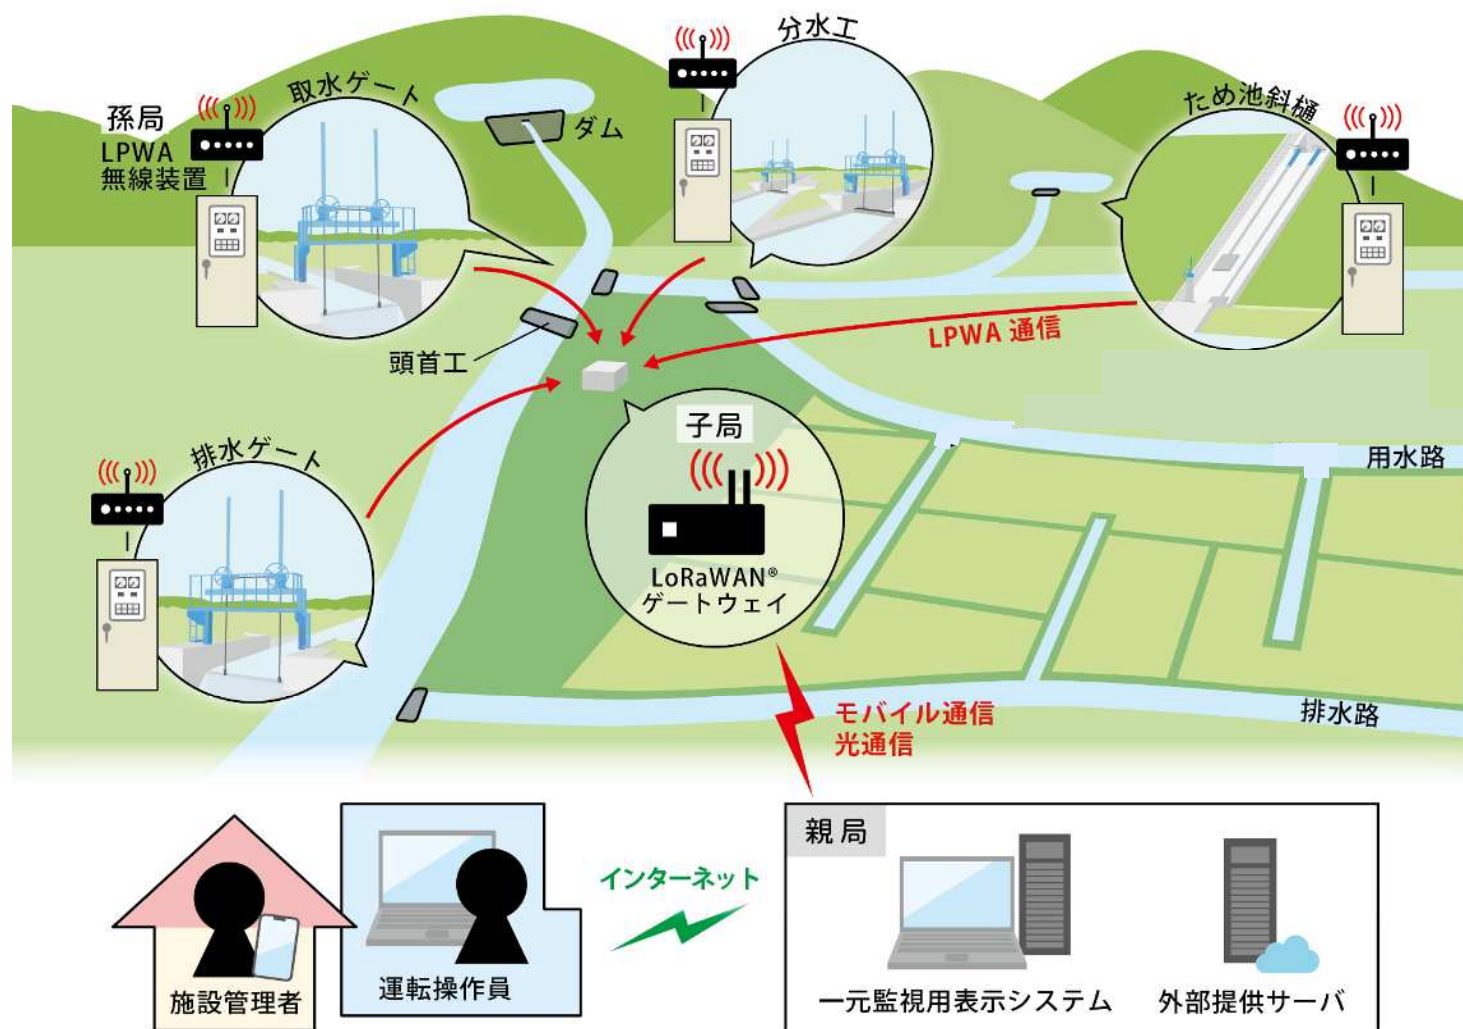 分水工
取水ゲート
ため池斜樋
孫局
LPWA
無線装置
ダム
LPWA 通信
頭首工
子局
排水ゲート
用水路
LoRaWAN®
ゲートウェイ
排水路
モバイル通信
光通信
親局
インターネット
施設管理者
運転操作員
一元監視用表示システム
外部提供サーバ